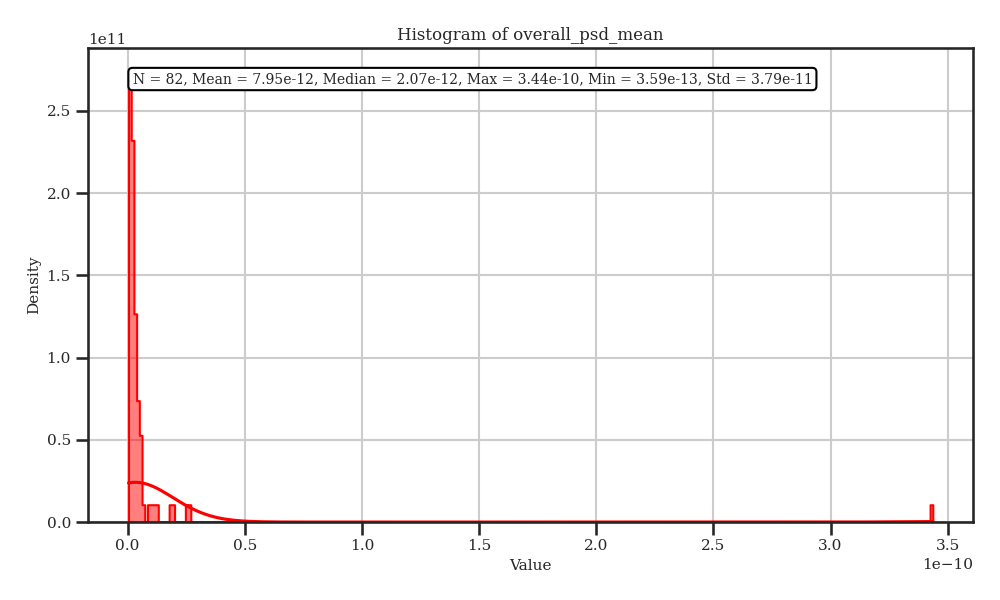 Histogram of overall_psd_mean
1e11
N = 82, Mean = 7.95e-12, Median = 2.07e-12, Max = 3.44e-10, Min = 3.59e-13, Std = 3.79e-11
2.5
2.0
1.5
1.0
0.5
0.0
Density
0.0 0.5 1.0 1.5 2.0 2.5 3.0 3.5
Value
1e−10